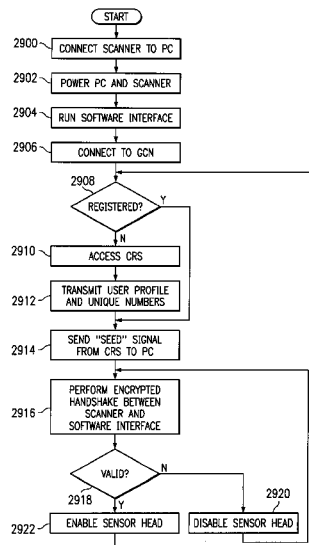 START
2900
CONNECT SCANNER TO PC
2902
POWER PC AND SCANNER
2904
RUN SOFTWARE INTERFACE
2906
CONNECT TO GCN
2908
REGISTERED?
Y
N
2910
ACCESS CRS
2912
TRANSMIT USER PROFILE
AND UNIQUE NUMBERS
2914
SEND "SEED" SIGNAL
FROM CRS TO PC
2916
PERFORM ENCRYPTED
HANDSHAKE BETWEEN
SCANNER AND
SOFTWARE INTERFACE
VALID?
N
2918
Y
2920
2922
ENABLE SENSOR HEAD
DISABLE SENSOR HEAD